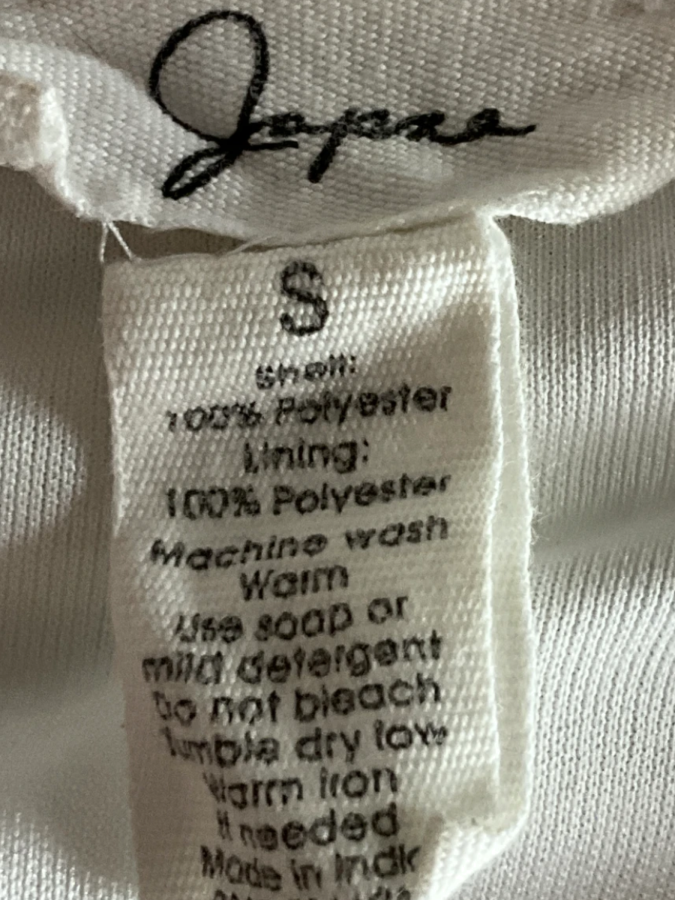 Japna
S
Shell:
100% Polyester
Lining:
100% Polyester
Machine wash
Warm
Use soap or
mild detergent
Do not bleach
Tumble dry low
Warm iron
If needed
Made in India